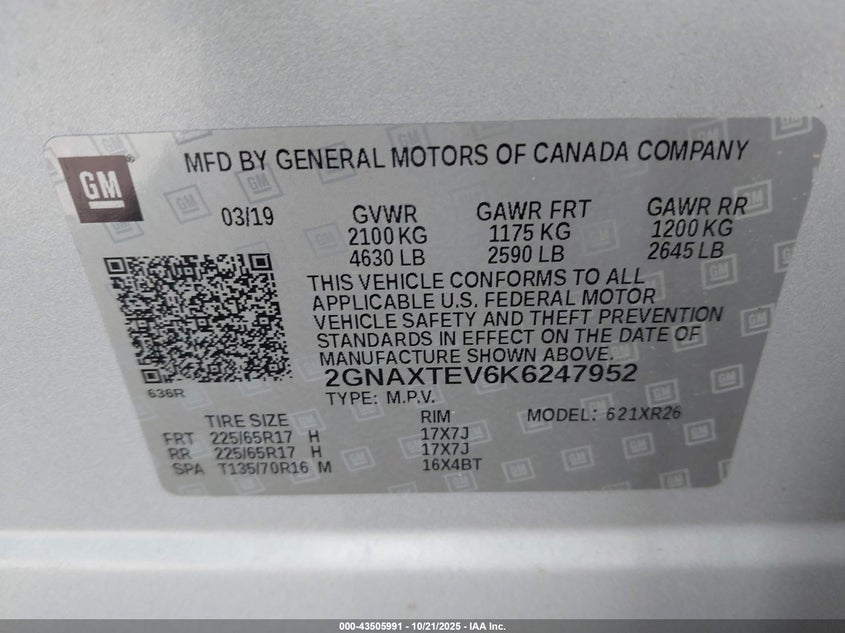 GM
MFD BY GENERAL MOTORS OF CANADA COMPANY
03/19 GVWR GAWR FRT GAWR RR
2100 KG 1175 KG 1200 KG
4630 LB 2590 LB 2645 LB
THIS VEHICLE CONFORMS TO ALL
APPLICABLE U.S. FEDERAL MOTOR
VEHICLE SAFETY AND THEFT PREVENTION
STANDARDS IN EFFECT ON THE DATE OF
MANUFACTURE SHOWN ABOVE.
636R
2GNAXTEV6K6247952
TYPE: M.P.V.
TIRE SIZE RIM MODEL: 621XR26
FRT 225/65R17 H 17X7J
RR 225/65R17 H 17X7J
SPA T135/70R16 M 16X4BT
000-43505991 - 10/21/2025 - IAA Inc.